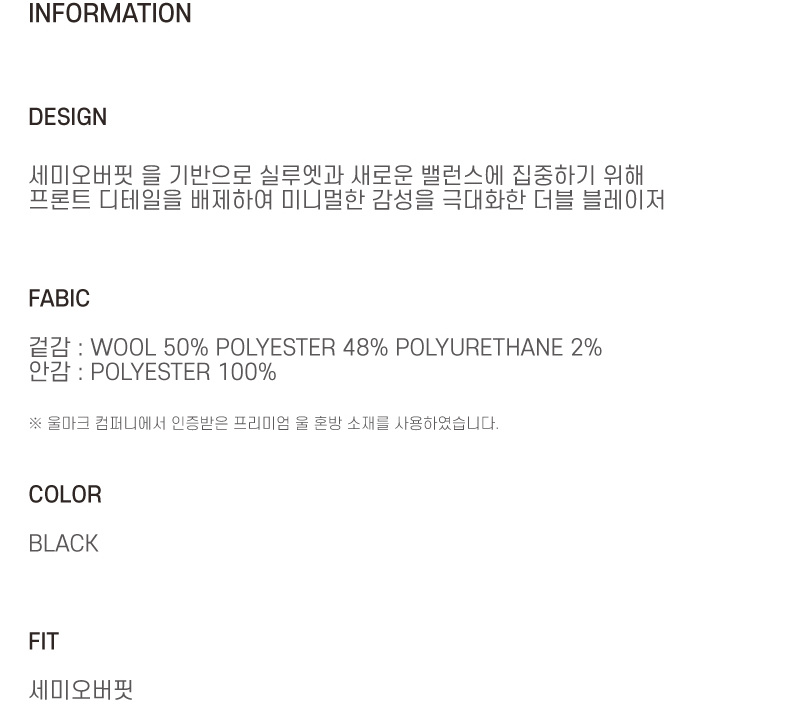 INFORMATION
DESIGN
세미오버핏 을 기반으로 실루엣과 새로운 밸런스에 집중하기 위해
프론트 디테일을 배제하여 미니멀한 감성을 극대화한 더블 블레이저
FABIC
겉감 : WOOL 50% POLYESTER 48% POLYURETHANE 2%
안감 : POLYESTER 100%
※ 울마크 컴퍼니에서 인증받은 프리미엄 울 혼방 소재를 사용하였습니다.
COLOR
BLACK
FIT
세미오버핏